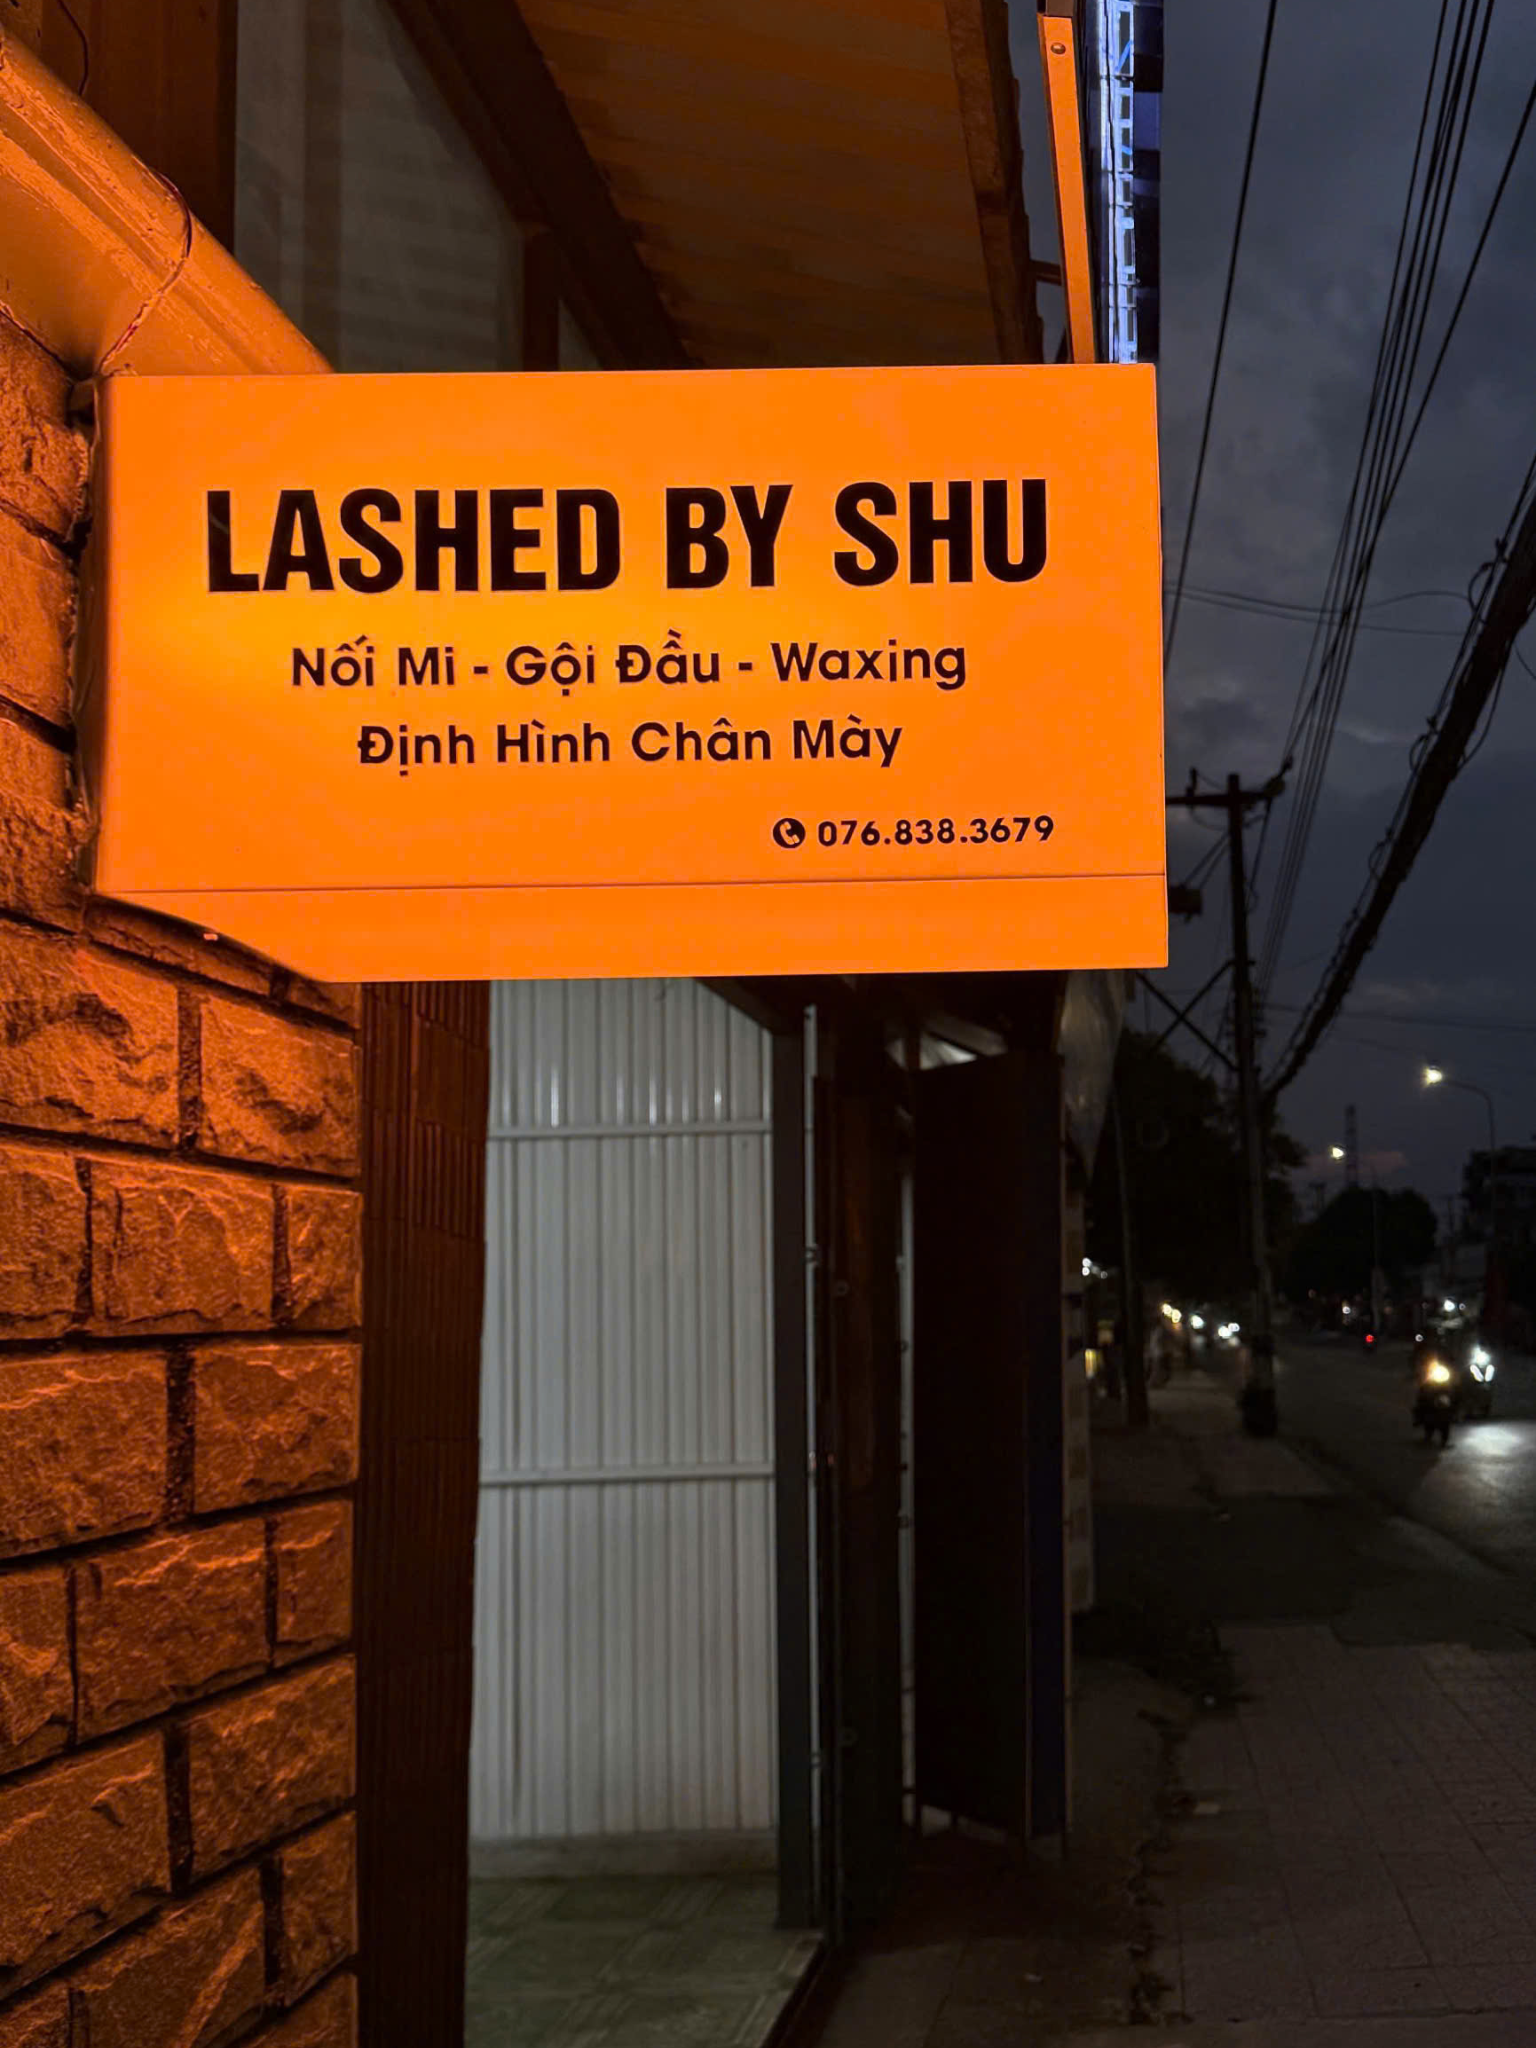 LASHED BY SHU
Nối Mi - Gội Đầu - Waxing
Định Hình Chân Mày
076.838.3679